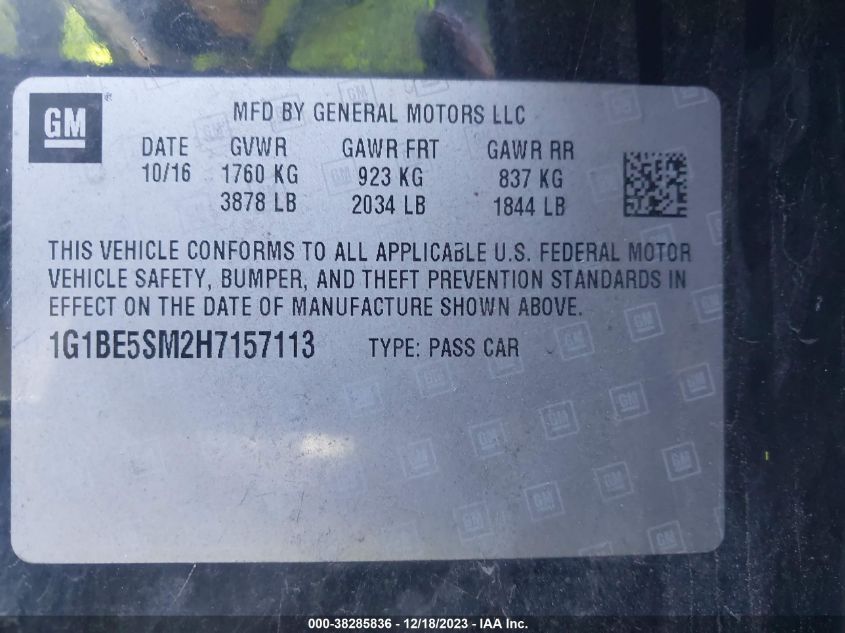 GM
MFD BY GENERAL MOTORS LLC
DATE GVWR GAWR FRT GAWR RR
10/16 1760 KG 923 KG 837 KG
3878 LB 2034 LB 1844 LB
THIS VEHICLE CONFORMS TO ALL APPLICABLE U.S. FEDERAL MOTOR
VEHICLE SAFETY, BUMPER, AND THEFT PREVENTION STANDARDS IN
EFFECT ON THE DATE OF MANUFACTURE SHOWN ABOVE.
1G1BE5SM2H7157113 TYPE: PASS CAR
000-38285836 - 12/18/2023 - IAA Inc.